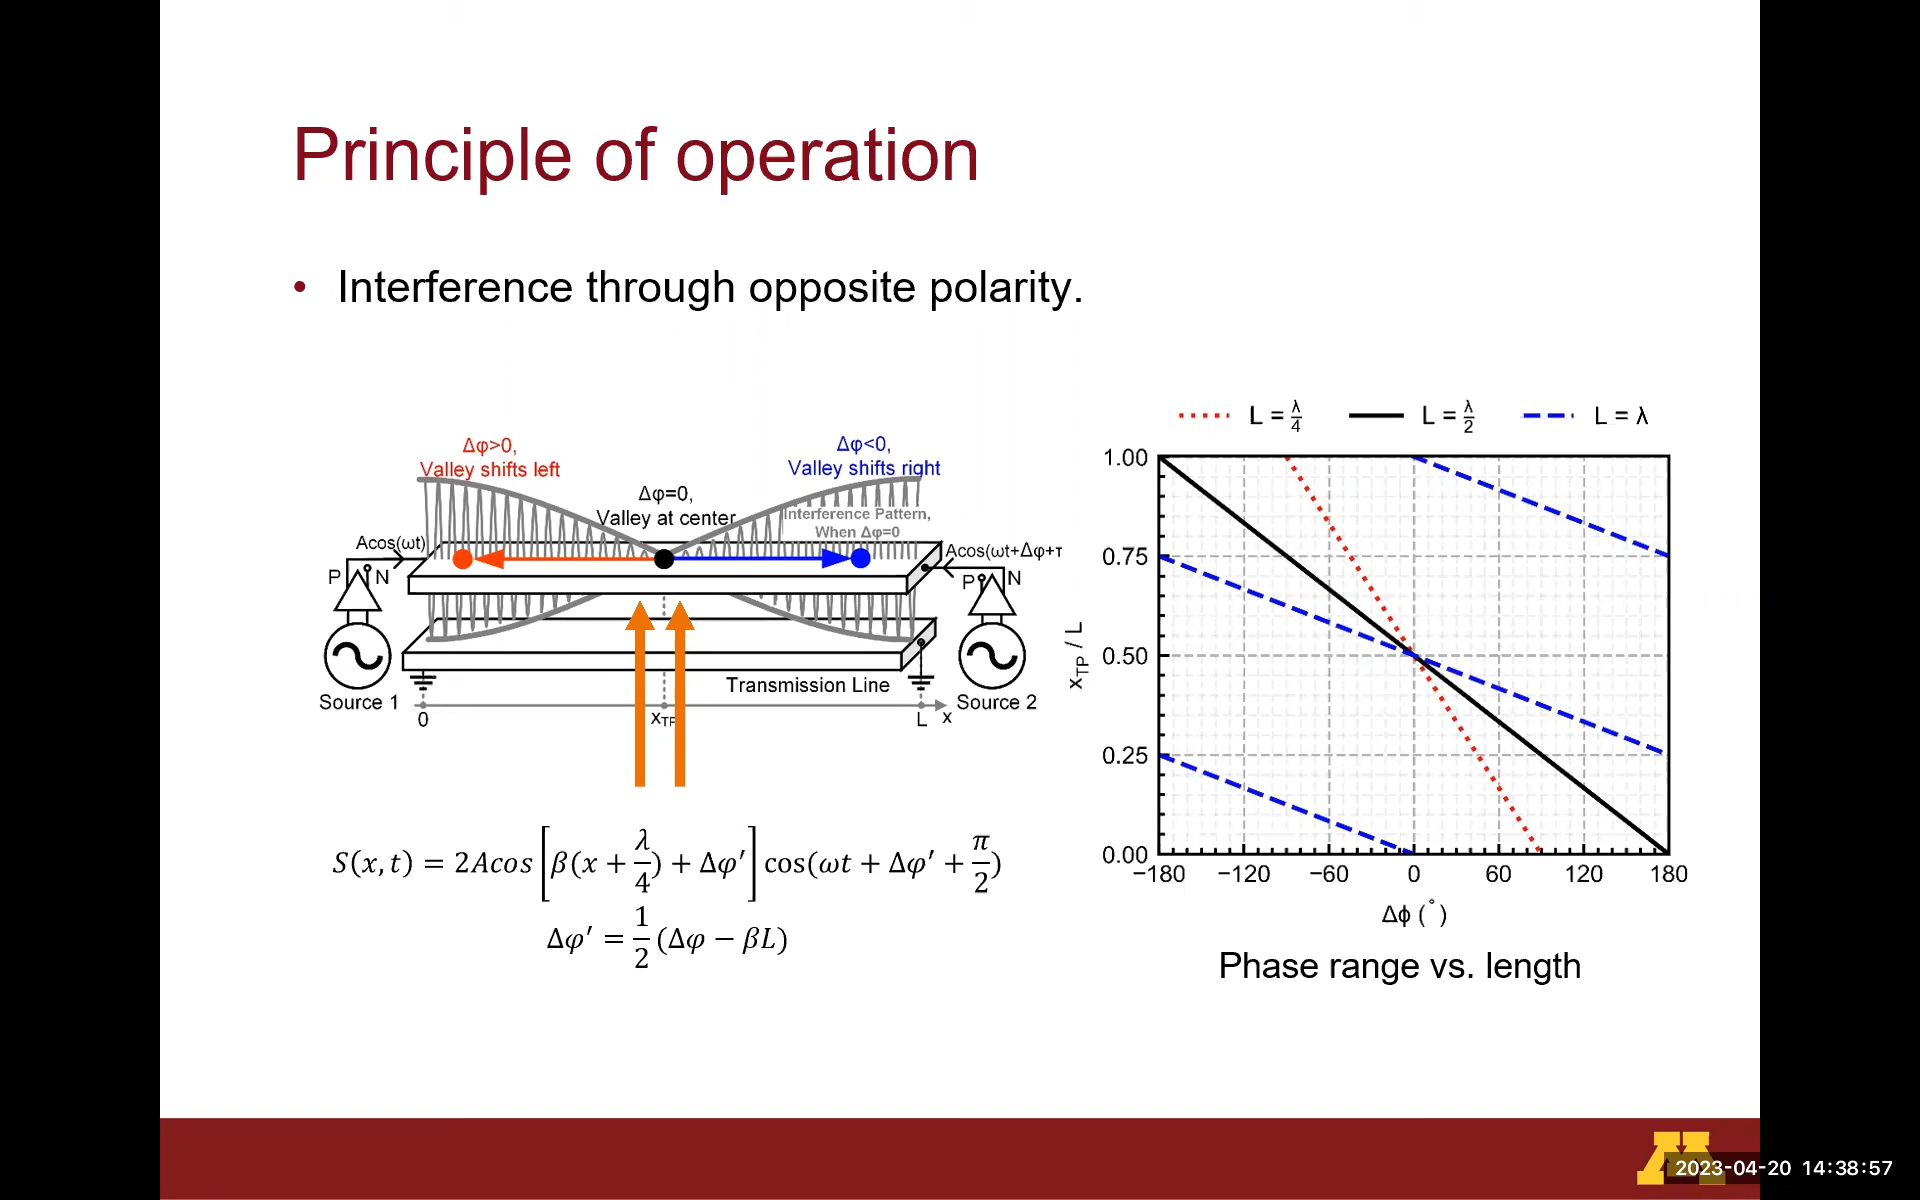 Principle of operation
• Interference through opposite polarity.
Δφ>0,
Valley shifts left
Δφ=0,
Valley at center
Δφ<0,
Valley shifts right
Interference Pattern,
When Δφ=0
Acos(ωt)
P N
Source 1
Acos(ωt+Δφ+π
P N
Source 2
Transmission Line
0 xTP L x
S(x, t) = 2Acos[β(x + λ/4) + Δφ′] cos(ωt + Δφ′ + π/2)
Δφ′ = 1/2 (Δφ − βL)
L = λ/4 L = λ/2 L = λ
1.00
0.75
0.50
0.25
0.00
xTP / L
−180 −120 −60 0 60 120 180
Δϕ (°)
Phase range vs. length
2023-04-20 14:38:57